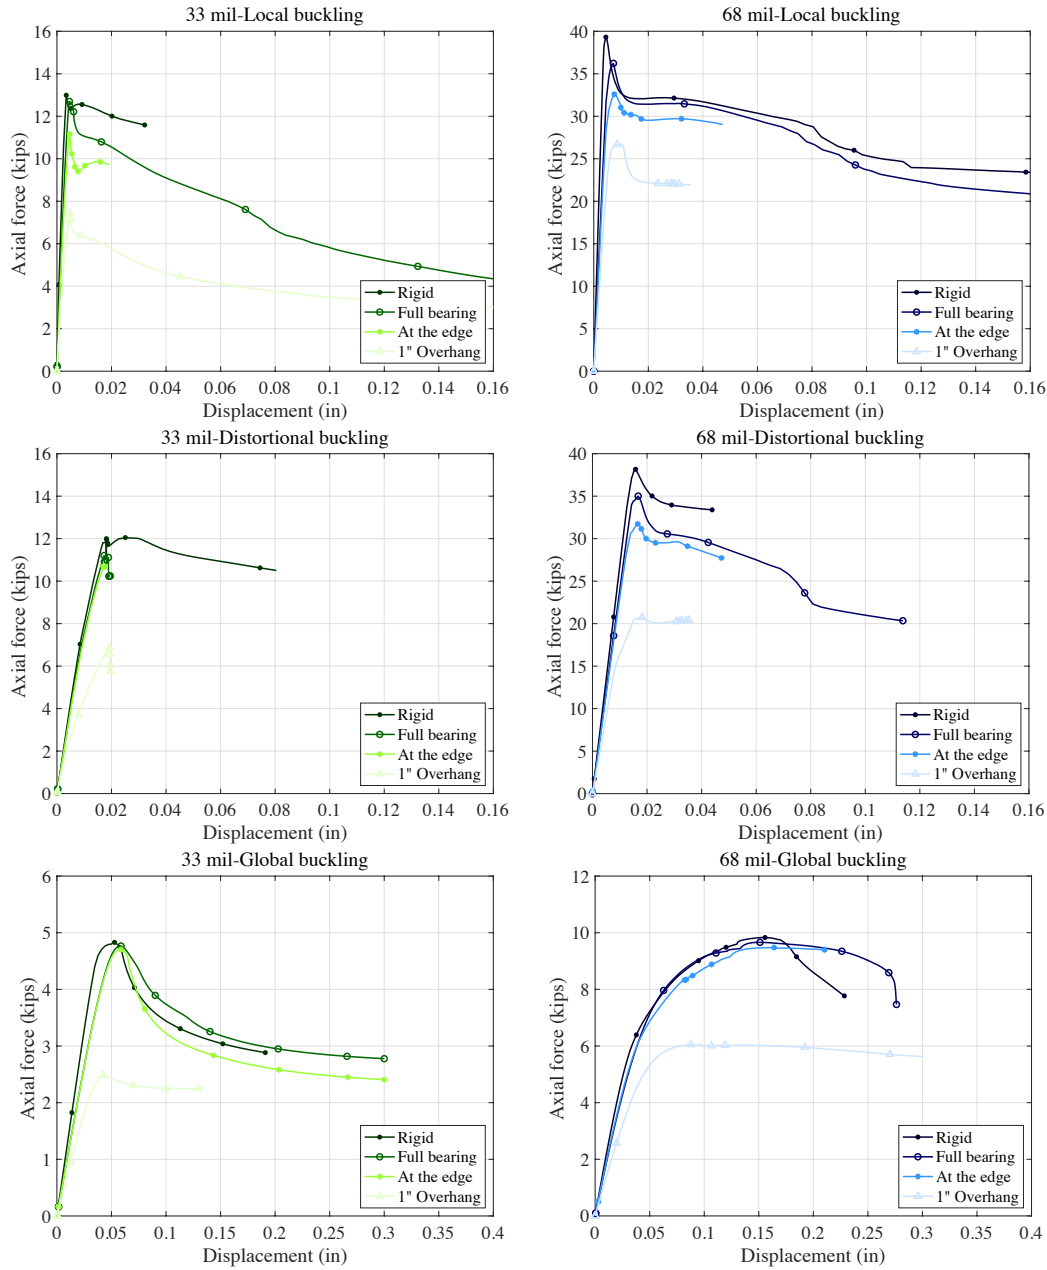 33 mil-Local buckling
Axial force (kips)
16
14
12
10
8
6
4
2
0
0 0.02 0.04 0.06 0.08 0.1 0.12 0.14 0.16
Displacement (in)
Rigid
Full bearing
At the edge
1" Overhang
68 mil-Local buckling
Axial force (kips)
40
35
30
25
20
15
10
5
0
0 0.02 0.04 0.06 0.08 0.1 0.12 0.14 0.16
Displacement (in)
Rigid
Full bearing
At the edge
1" Overhang
33 mil-Distortional buckling
Axial force (kips)
16
14
12
10
8
6
4
2
0
0 0.02 0.04 0.06 0.08 0.1 0.12 0.14 0.16
Displacement (in)
Rigid
Full bearing
At the edge
1" Overhang
68 mil-Distortional buckling
Axial force (kips)
40
35
30
25
20
15
10
5
0
0 0.02 0.04 0.06 0.08 0.1 0.12 0.14 0.16
Displacement (in)
Rigid
Full bearing
At the edge
1" Overhang
33 mil-Global buckling
Axial force (kips)
6
5
4
3
2
1
0
0 0.05 0.1 0.15 0.2 0.25 0.3 0.35 0.4
Displacement (in)
Rigid
Full bearing
At the edge
1" Overhang
68 mil-Global buckling
Axial force (kips)
12
10
8
6
4
2
0
0 0.05 0.1 0.15 0.2 0.25 0.3 0.35 0.4
Displacement (in)
Rigid
Full bearing
At the edge
1" Overhang